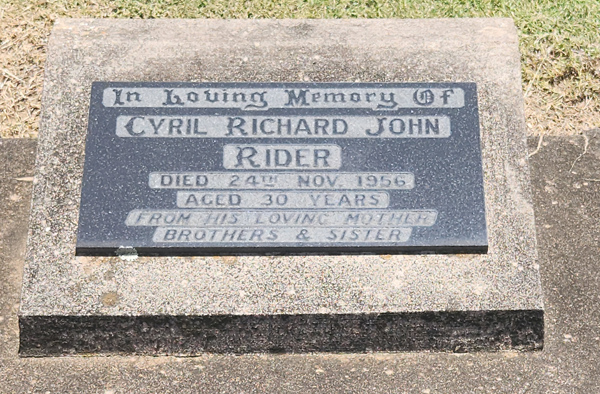 In Loving Memory Of
CYRIL RICHARD JOHN
RIDER
DIED 24TH NOV. 1956
AGED 30 YEARS
FROM HIS LOVING MOTHER
BROTHERS & SISTER